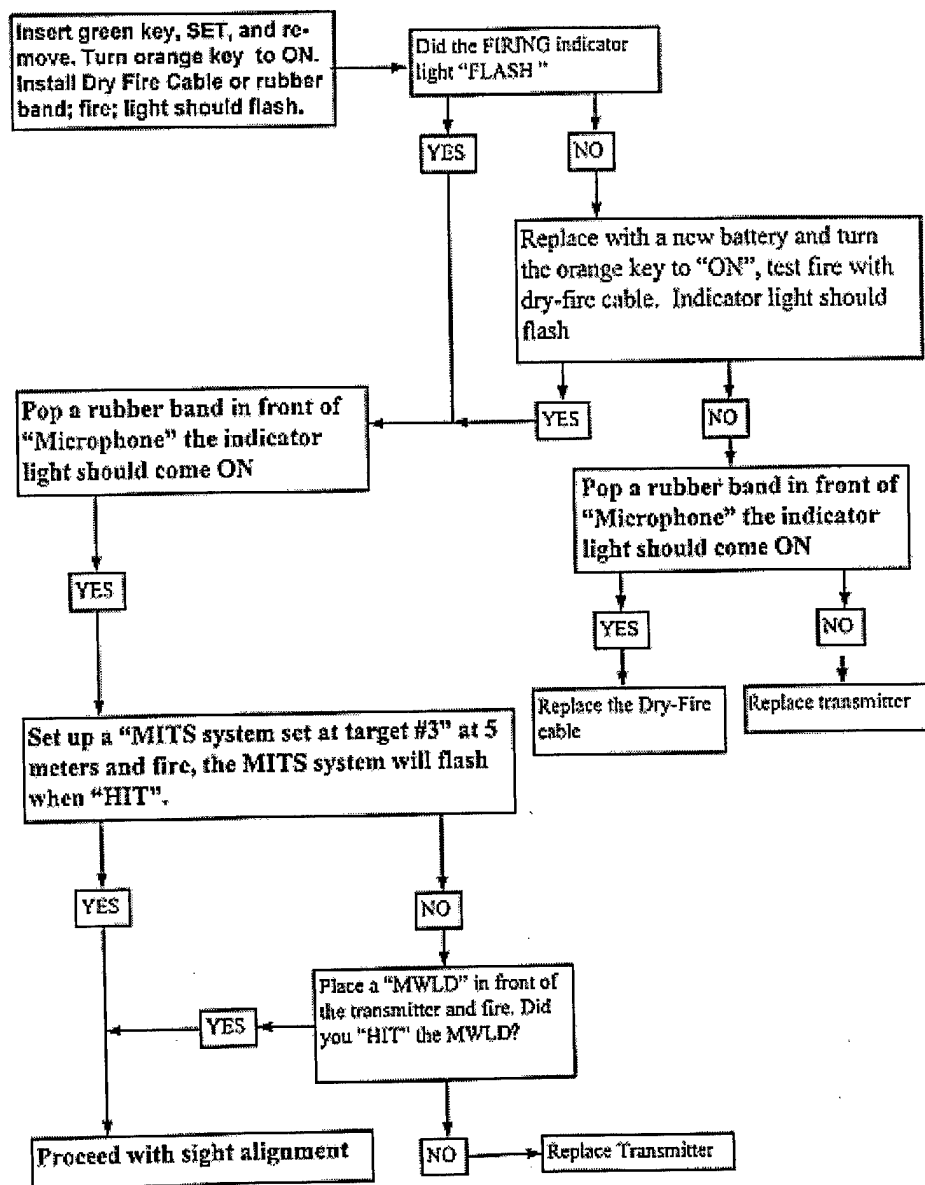 Insert green key, SET, and re-
move. Turn orange key to ON.
Install Dry Fire Cable or rubber
band; fire; light should flash.
Did the FIRING indicator
light "FLASH "
YES
NO
Replace with a new battery and turn
the orange key to "ON", test fire with
dry-fire cable. Indicator light should
flash
YES
NO
Pop a rubber band in front of
"Microphone" the indicator
light should come ON
Pop a rubber band in front of
"Microphone" the indicator
light should come ON
YES
YES
NO
Replace the Dry-Fire
cable
Replace transmitter
Set up a "MITS system set at target #3" at 5
meters and fire, the MITS system will flash
when "HIT".
YES
NO
Place a "MWLD" in front of
the transmitter and fire. Did
you "HIT" the MWLD?
YES
Proceed with sight alignment
NO
Replace Transmitter